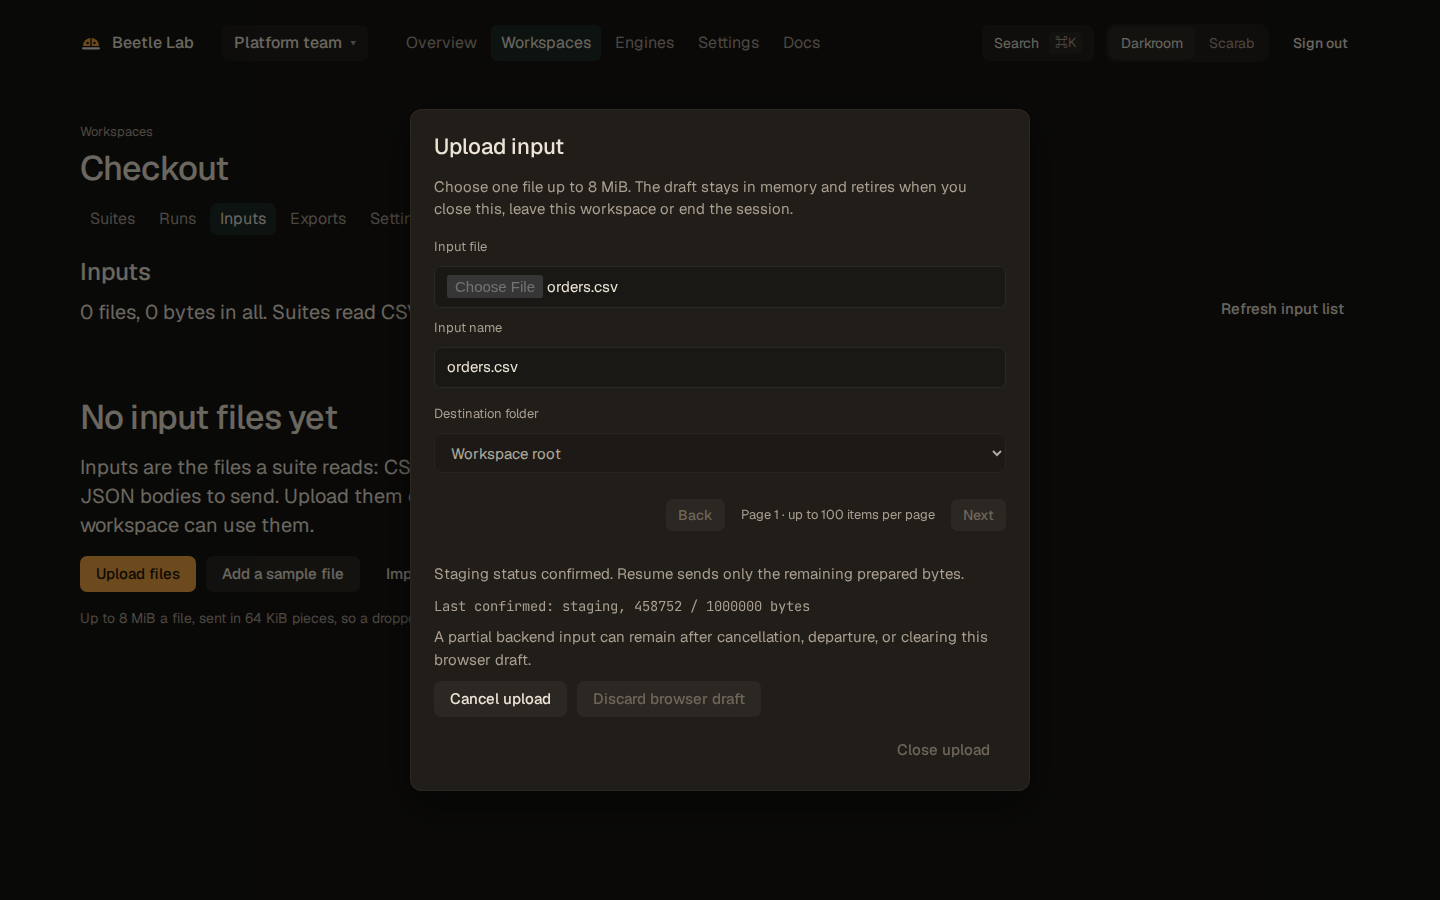 Beetle Lab
Platform team
Overview
Workspaces
Engines
Settings
Docs
Search ⌘K
Darkroom
Scarab
Sign out
Workspaces
Checkout
Suites
Runs
Inputs
Exports
Inputs
0 files, 0 bytes in all. Suites read
Refresh input list
No input files yet
Inputs are the files a suite reads:
JSON bodies to send. Upload them
workspace can use them.
Upload files
Add a sample file
Up to 8 MiB a file, sent in 64 KiB pieces, so a
Upload input
Choose one file up to 8 MiB. The draft stays in memory and retires when you
close this, leave this workspace or end the session.
Input file
Choose File orders.csv
Input name
orders.csv
Destination folder
Workspace root
Back
Page 1 · up to 100 items per page
Next
Staging status confirmed. Resume sends only the remaining prepared bytes.
Last confirmed: staging, 458752 / 1000000 bytes
A partial backend input can remain after cancellation, departure, or clearing this
browser draft.
Cancel upload
Discard browser draft
Close upload